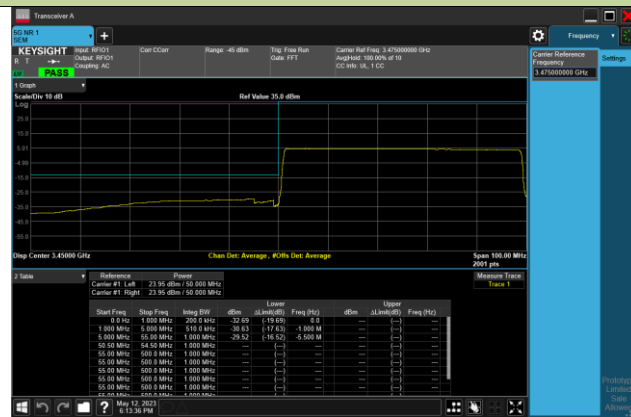 Transceiver A
5G NR 1
SEM
Frequency
KEYSIGHT
R T
PASS
Input: RFIO1
Output: RFIO1
Coupling: AC
Corr CCorr
Range: -45 dBm
Trig: Free Run
Gate: FFT
Carrier Ref Freq: 3.475000000 GHz
Avg|Hold: 100.00% of 10
CC Info: UL, 1 CC
Carrier Reference
Frequency
3.475000000 GHz
Settings
1 Graph
Scale/Div 10 dB
Ref Value 35.0 dBm
Log
25.0
15.0
5.01
-4.99
-15.0
-25.0
-35.0
-45.0
-55.0
Disp Center 3.45000 GHz
Chan Det: Average , #Offs Det: Average
Span 100.00 MHz
2001 pts
2 Table
Measure Trace
Trace 1
Reference Power
Carrier #1: Left 23.95 dBm / 50.000 MHz
Carrier #1: Right 23.95 dBm / 50.000 MHz
Lower Upper
Start Freq Stop Freq Integ BW dBm ΔLimit(dB) Freq (Hz) dBm ΔLimit(dB) Freq (Hz)
0.0 Hz 1.000 MHz 200.0 kHz -32.69 (-19.69) 0.0 --- (---) ---
1.000 MHz 5.000 MHz 510.0 kHz -30.63 (-17.63) -1.000 M --- (---) ---
5.000 MHz 55.00 MHz 1.000 MHz -29.52 (-16.52) -5.500 M --- (---) ---
50.50 MHz 54.50 MHz 1.000 MHz --- (---) --- --- (---) ---
55.00 MHz 500.0 MHz 1.000 MHz --- (---) --- --- (---) ---
55.00 MHz 500.0 MHz 1.000 MHz --- (---) --- --- (---) ---
55.00 MHz 500.0 MHz 1.000 MHz --- (---) --- --- (---) ---
55.00 MHz 500.0 MHz 1.000 MHz --- (---) --- --- (---) ---
55.00 MHz 500.0 MHz 1.000 MHz --- (---) --- --- (---) ---
May 12, 2023
6:13:36 PM
Prototype
Limited
Sale
Allowed